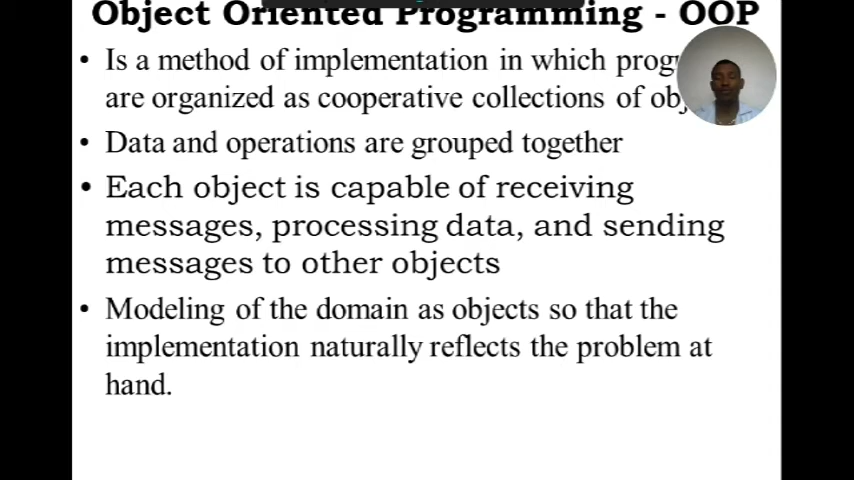 Object Oriented Programming - OOP
• Is a method of implementation in which
are organized as cooperative collections of
• Data and operations are grouped together
• Each object is capable of receiving
messages, processing data, and sending
messages to other objects
• Modeling of the domain as objects so that the
implementation naturally reflects the problem at
hand.